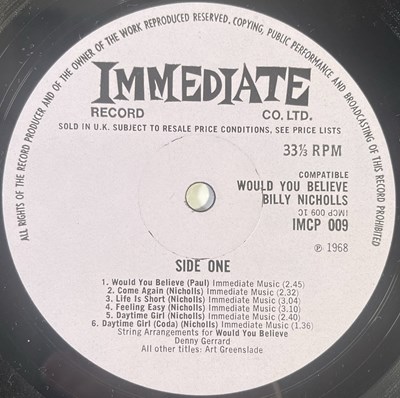 ALL RIGHTS OF THE RECORD PRODUCER AND OF THE OWNER OF THE WORK REPRODUCED RESERVED. COPYING, PUBLIC PERFORMANCE AND BROADCASTING OF THIS RECORD PROHIBITED
IMMEDIATE
RECORD CO. LTD.
SOLD IN U.K. SUBJECT TO RESALE PRICE CONDITIONS, SEE PRICE LISTS
33⅓ RPM
COMPATIBLE
WOULD YOU BELIEVE
BILLY NICHOLLS
IMCP 009 1C
IMCP 009
℗ 1968
SIDE ONE
1. Would You Believe (Paul) Immediate Music (2.45)
2. Come Again (Nicholls) Immediate Music (2.32)
3. Life Is Short (Nicholls) Immediate Music (3.04)
4. Feeling Easy (Nicholls) Immediate Music (3.10)
5. Daytime Girl (Nicholls) Immediate Music (2.40)
6. Daytime Girl (Coda) (Nicholls) Immediate Music (1.36)
String Arrangements for Would You Believe
Denny Gerrard
All other titles: Art Greenslade